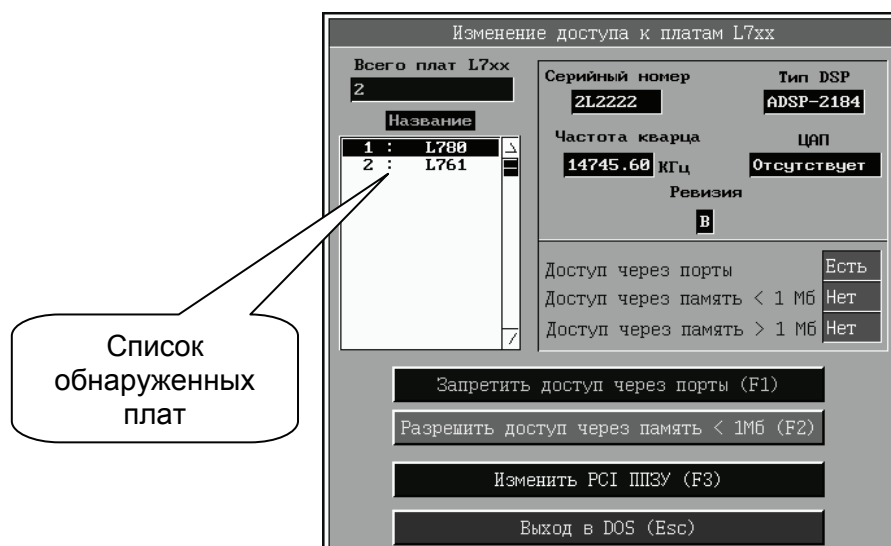 Изменение доступа к платам L7xx
Всего плат L7xx
2
Название
1 : L780
2 : L761
Серийный номер
2L2222
Тип DSP
ADSP-2184
Частота кварца
14745.60 КГц
ЦАП
Отсутствует
Ревизия
B
Доступ через порты Есть
Доступ через память < 1 Мб Нет
Доступ через память > 1 Мб Нет
Список
обнаруженных
плат
Запретить доступ через порты (F1)
Разрешить доступ через память < 1Мб (F2)
Изменить PCI ППЗУ (F3)
Выход в DOS (Esc)